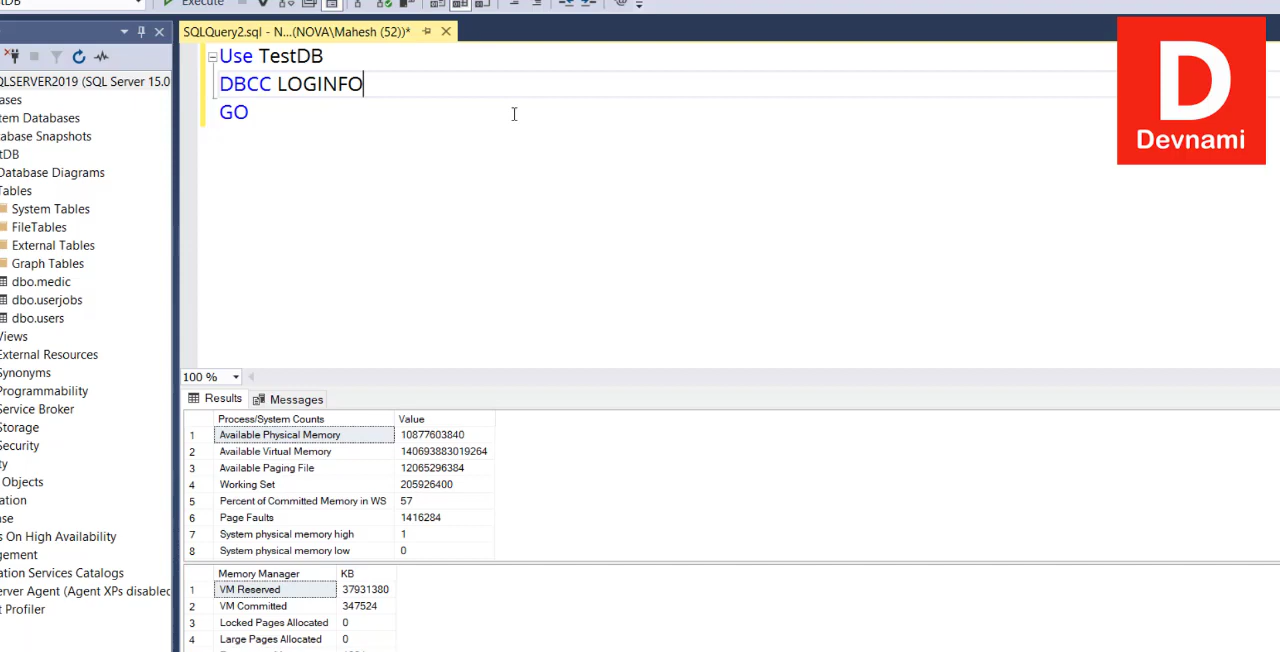 tDB
Execute
SQLQuery2.sql - N...(NOVA\Mahesh (52))*
Use TestDB
DBCC LOGINFO
GO
D
Devnami
QLSERVER2019 (SQL Server 15.0
ases
tem Databases
abase Snapshots
tDB
Database Diagrams
Tables
System Tables
FileTables
External Tables
Graph Tables
dbo.medic
dbo.userjobs
dbo.users
Views
External Resources
Synonyms
Programmability
Service Broker
Storage
Security
ty
Objects
ation
se
s On High Availability
gement
ation Services Catalogs
erver Agent (Agent XPs disabled
t Profiler
100 %
Results Messages
Process/System Counts Value
1 Available Physical Memory 10877603840
2 Available Virtual Memory 140693883019264
3 Available Paging File 12065296384
4 Working Set 205926400
5 Percent of Committed Memory in WS 57
6 Page Faults 1416284
7 System physical memory high 1
8 System physical memory low 0
Memory Manager KB
1 VM Reserved 37931380
2 VM Committed 347524
3 Locked Pages Allocated 0
4 Large Pages Allocated 0